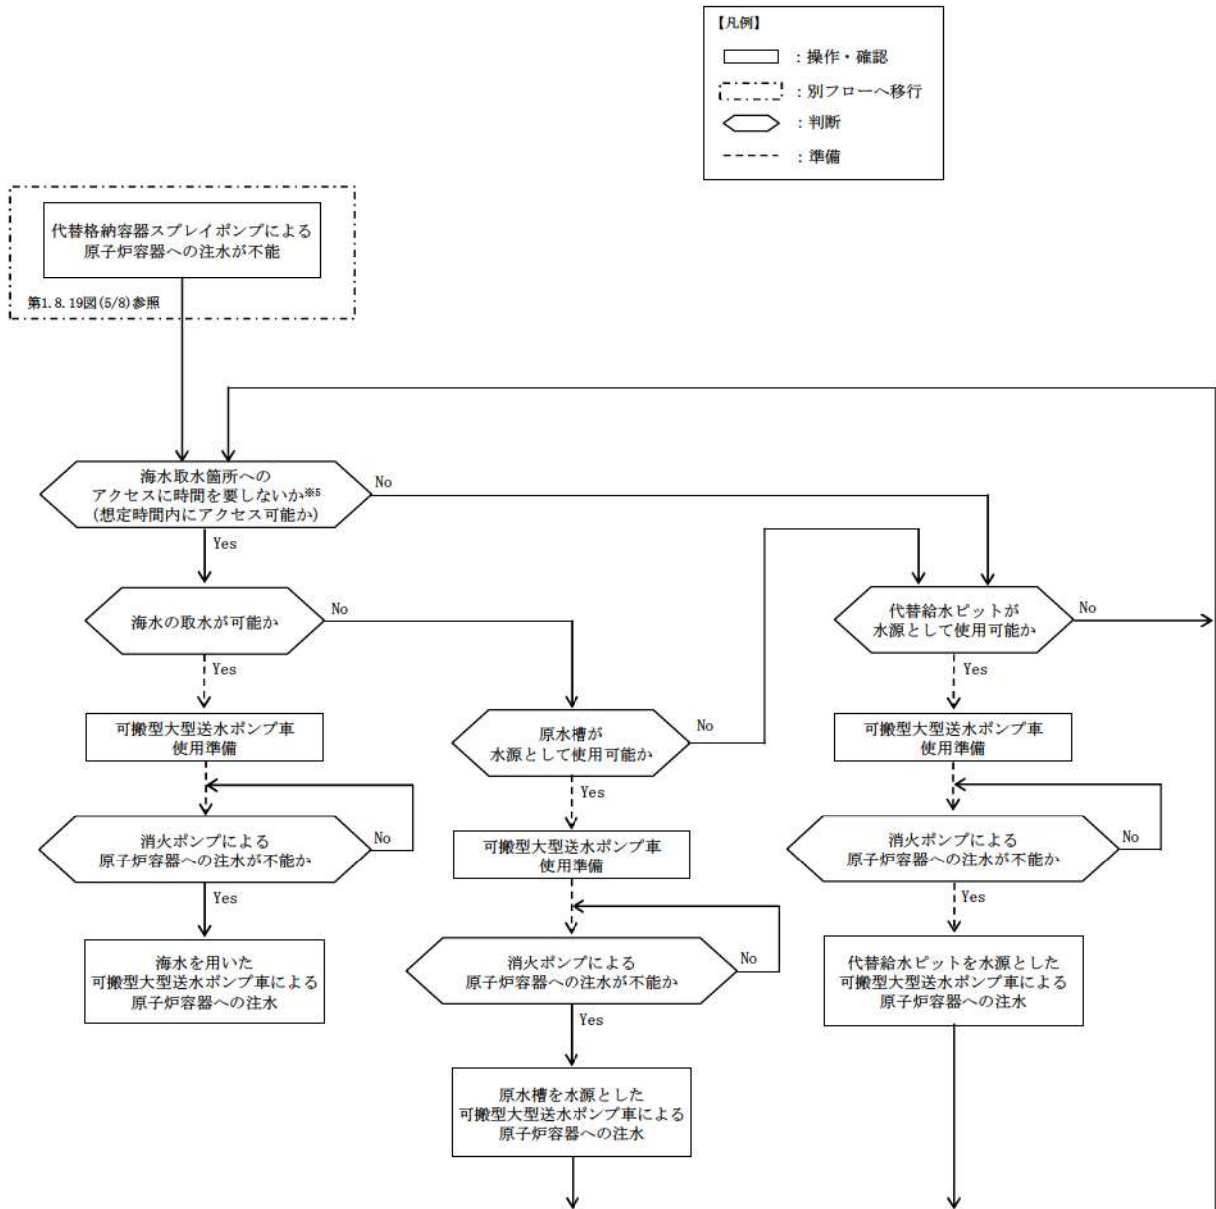 【凡例】
：操作・確認
：別フローへ移行
：判断
：準備
代替格納容器スプレイポンプによる
原子炉容器への注水が不能
第1.8.19図(5/8)参照
海水取水箇所への
アクセスに時間を要しないか※5
(想定時間内にアクセス可能か)
No
Yes
海水の取水が可能か
No
Yes
代替給水ピットが
水源として使用可能か
No
Yes
可搬型大型送水ポンプ車
使用準備
原水槽が
水源として使用可能か
No
Yes
可搬型大型送水ポンプ車
使用準備
消火ポンプによる
原子炉容器への注水が不能か
No
Yes
可搬型大型送水ポンプ車
使用準備
消火ポンプによる
原子炉容器への注水が不能か
No
Yes
海水を用いた
可搬型大型送水ポンプ車による
原子炉容器への注水
消火ポンプによる
原子炉容器への注水が不能か
No
Yes
代替給水ピットを水源とした
可搬型大型送水ポンプ車による
原子炉容器への注水
原水槽を水源とした
可搬型大型送水ポンプ車による
原子炉容器への注水